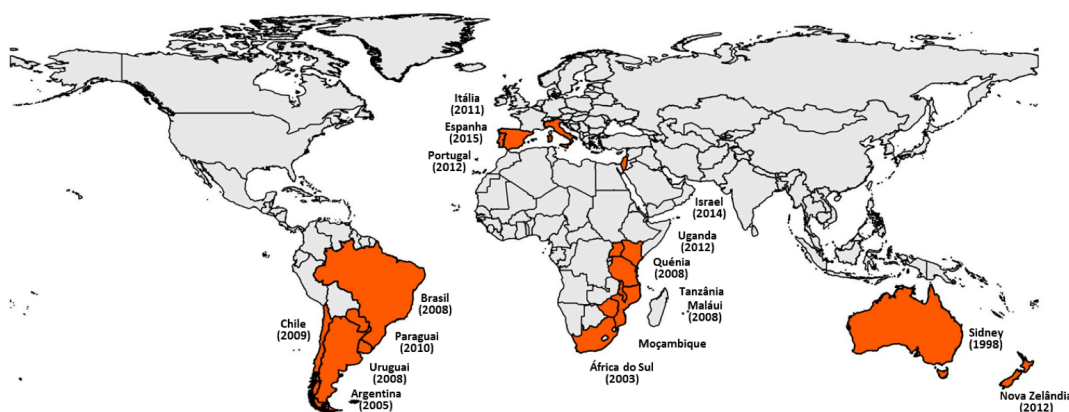 Itália
(2011)
Espanha
(2015)
Portugal
(2012)
Israel
(2014)
Uganda
(2012)
Quénia
(2008)
Tanzânia
Maláui
(2008)
Moçambique
África do Sul
(2003)
Brasil
(2008)
Chile
(2009)
Paraguai
(2010)
Uruguai
(2008)
Argentina
(2005)
Sidney
(1998)
Nova Zelândia
(2012)